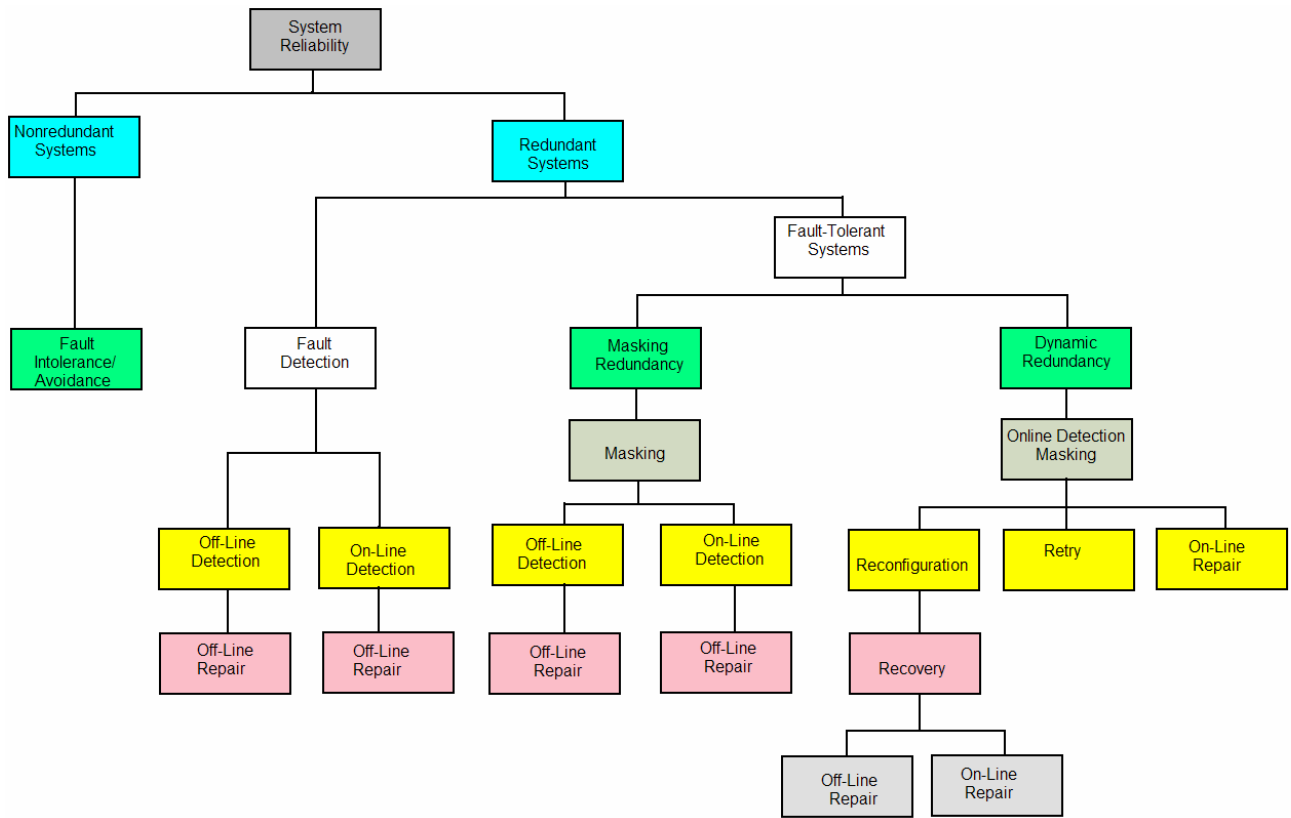 System
Reliability
Nonredundant
Systems
Redundant
Systems
Fault-Tolerant
Systems
Fault
Intolerance/
Avoidance
Fault
Detection
Masking
Redundancy
Dynamic
Redundancy
Masking
Online Detection
Masking
Off-Line
Detection
On-Line
Detection
Off-Line
Detection
On-Line
Detection
Reconfiguration
Retry
On-Line
Repair
Off-Line
Repair
Off-Line
Repair
Off-Line
Repair
Off-Line
Repair
Recovery
Off-Line
Repair
On-Line
Repair